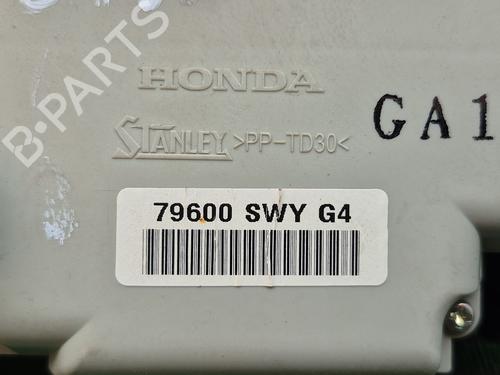 B-PARTS
HONDA
STANLEY >PP-TD30<
GA1
79600 SWY G4